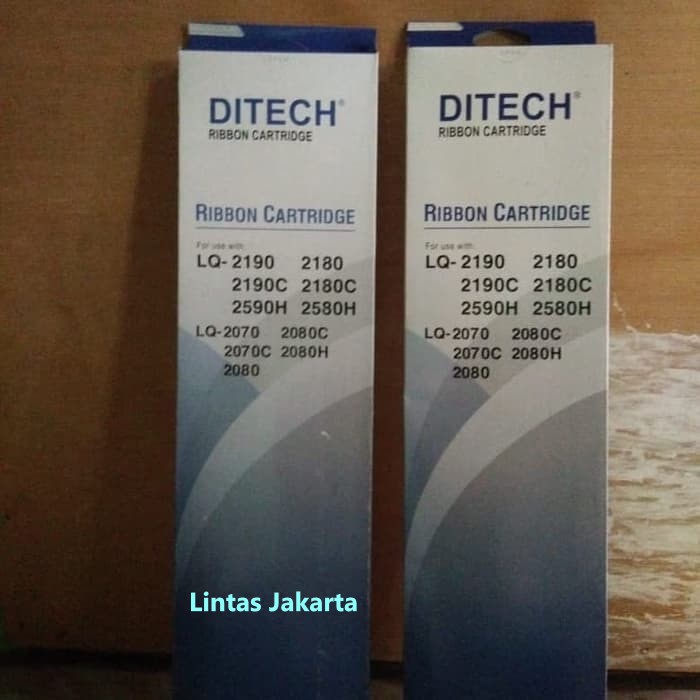 DITECH®
RIBBON CARTRIDGE
RIBBON CARTRIDGE
For use with:
LQ- 2190 2180
2190C 2180C
2590H 2580H
LQ-2070 2080C
2070C 2080H
2080
Lintas Jakarta
DITECH®
RIBBON CARTRIDGE
RIBBON CARTRIDGE
For use with:
LQ- 2190 2180
2190C 2180C
2590H 2580H
LQ-2070 2080C
2070C 2080H
2080